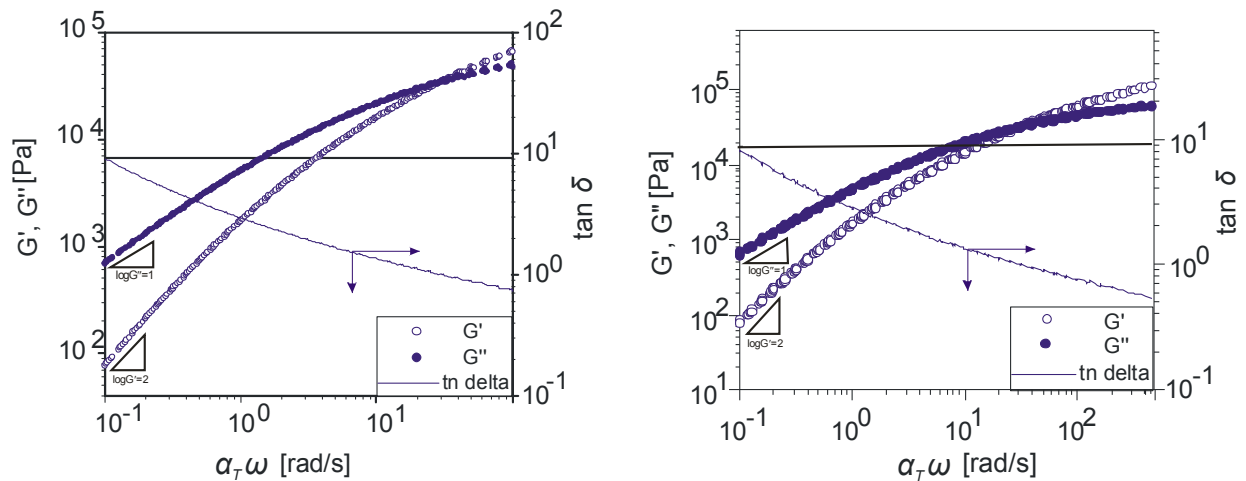 10^5
10^4
10^3
10^2
G', G'' [Pa]
10^2
10^1
10^0
10^-1
tan δ
logG''=1
logG'=2
G'
G''
tn delta
10^-1 10^0 10^1
α_T ω [rad/s]
10^5
10^4
10^3
10^2
10^1
G', G'' [Pa]
10^1
10^0
10^-1
tan δ
logG''=1
logG'=2
G'
G''
tn delta
10^-1 10^0 10^1 10^2
α_T ω [rad/s]